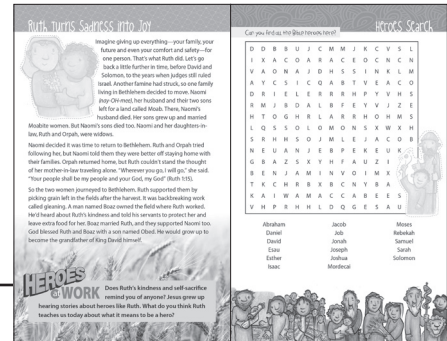 Ruth Turns Sadness into Joy
Imagine giving up everything—your family, your
future and even your comfort and safety—for
one person. That's what Ruth did. Let's go
back a little further in time, before David and
Solomon, to the years when judges still ruled
Israel. Another famine had struck, so one family
living in Bethlehem decided to move. Naomi
(nay-OH-mee), her husband and their two sons
left for a land called Moab. There, Naomi's
husband died. Her sons grew up and married
Moabite women. But Naomi's sons died too. Naomi and her daughters-in-
law, Ruth and Orpah, were widows.
Naomi decided it was time to return to Bethlehem. Ruth and Orpah tried
following her, but Naomi told them they were better off staying home with
their families. Orpah returned home, but Ruth couldn't stand the thought
of her mother-in-law traveling alone. "Wherever you go, I will go," she said.
"Your people shall be my people and your God, my God" (Ruth 1:15).
So the two women journeyed to Bethlehem. Ruth supported them by
picking grain left in the fields after the harvest. It was backbreaking work
called gleaning. A man named Boaz owned the field where Ruth worked.
He'd heard about Ruth's kindness and told his servants to protect her and
leave extra food for her. Boaz married Ruth, and they supported Naomi too.
God blessed Ruth and Boaz with a son named Obed. He would grow up to
become the grandfather of King David himself.
HEROES
@WORK
Does Ruth's kindness and self-sacrifice
remind you of anyone? Jesus grew up
hearing stories about heroes like Ruth. What do you think Ruth
teaches us today about what it means to be a hero?
Heroes Search
Can you find all the Bible heroes here?
D D B B U J C M M J K C V S L
I X A C O A R A C E O C N C N
V A O N A J D H S S I N K L M
A Y C S I C Q A B T V E A C O
D R I E L E R R R H P Y V H S
R M J B D A L B F E Y V J Z E
H T O G H R L A R R H O H M S
L Q S S O L O M O N S X W X H
S R H H S O J M L E J A C O B
N E U A N J E B P E K E U K
G B A Z S X Y H F A U Z I
B E N J A M I N V O I M X
T K C H R B X B C N Y B A
K A I W A M A C C A B E E S
V H P R H H L D Q G E S A U
Abraham Jacob Moses
Daniel Job Rebekah
David Jonah Samuel
Esau Joseph Sarah
Esther Joshua Solomon
Isaac Mordecai